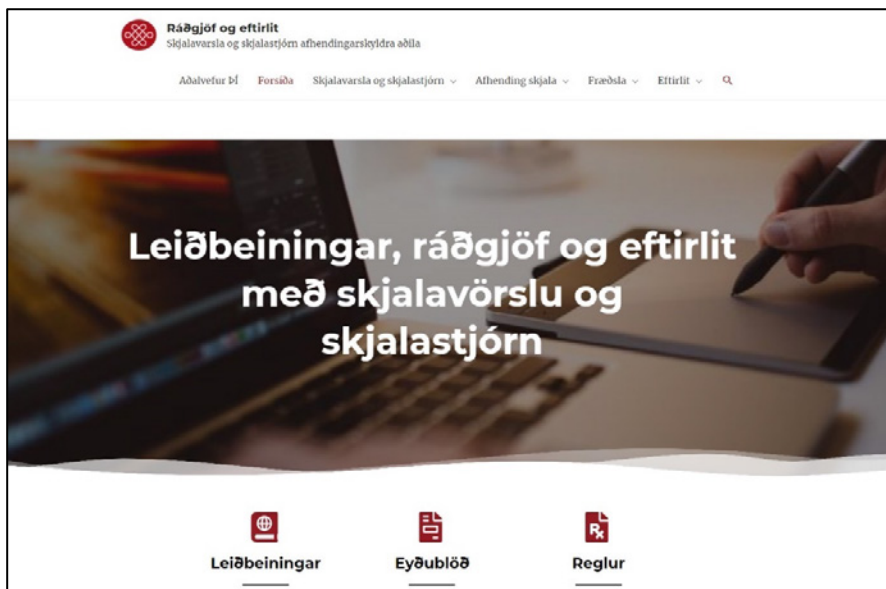 Ráðgjöf og eftirlit
Skjalavarsla og skjalastjórn afhendingarskyldra aðila
Aðalvefur ÞÍ Forsíða Skjalavarsla og skjalastjórn Afhending skjala Fræðsla Eftirlit
Leiðbeiningar, ráðgjöf og eftirlit
með skjalavörslu og
skjalastjórn
Leiðbeiningar Eyðublöð Reglur